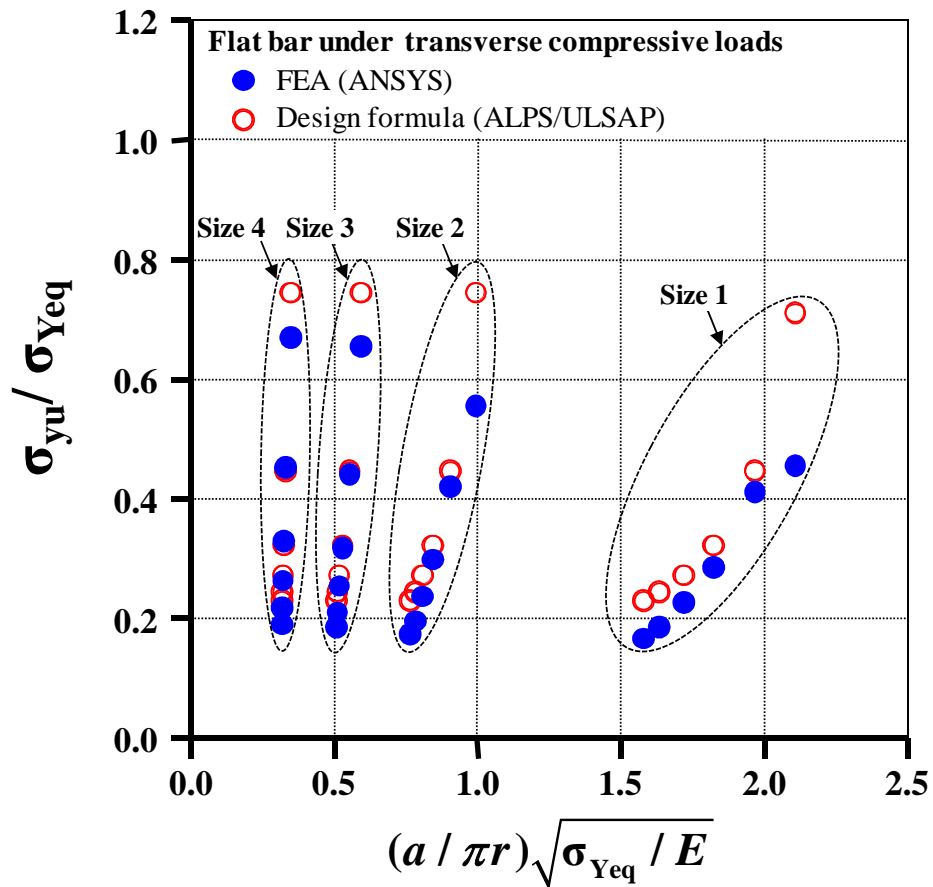 1.2
Flat bar under transverse compressive loads
FEA (ANSYS)
Design formula (ALPS/ULSAP)
1.0
Size 4 Size 3 Size 2
0.8
Size 1
0.6
σyu/ σYeq
0.4
0.2
0.0
0.0 0.5 1.0 1.5 2.0 2.5
(a / πr)√σYeq / E